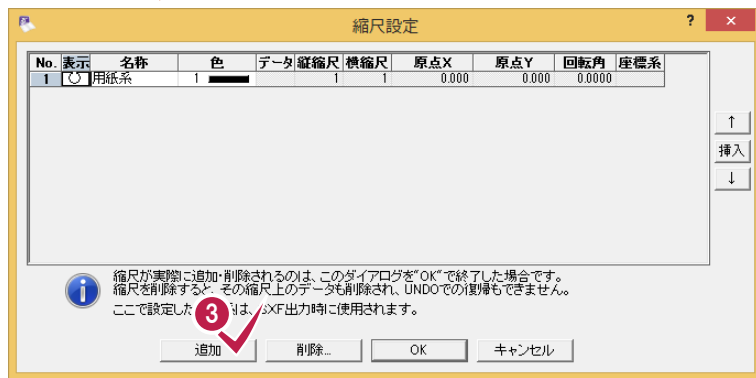 縮尺設定
? ×
No. 表示 名称 色 データ 縦縮尺 横縮尺 原点X 原点Y 回転角 座標系
1 〇 用紙系 1 1 1 0.000 0.000 0.0000
↑
挿入
↓
縮尺が実際に追加・削除されるのは、このダイアログを"OK"で終了した場合です。
縮尺を削除すると、その縮尺上のデータも削除され、UNDOでの復帰もできません。
ここで設定した は、SXF出力時に使用されます。
3
追加 削除... OK キャンセル